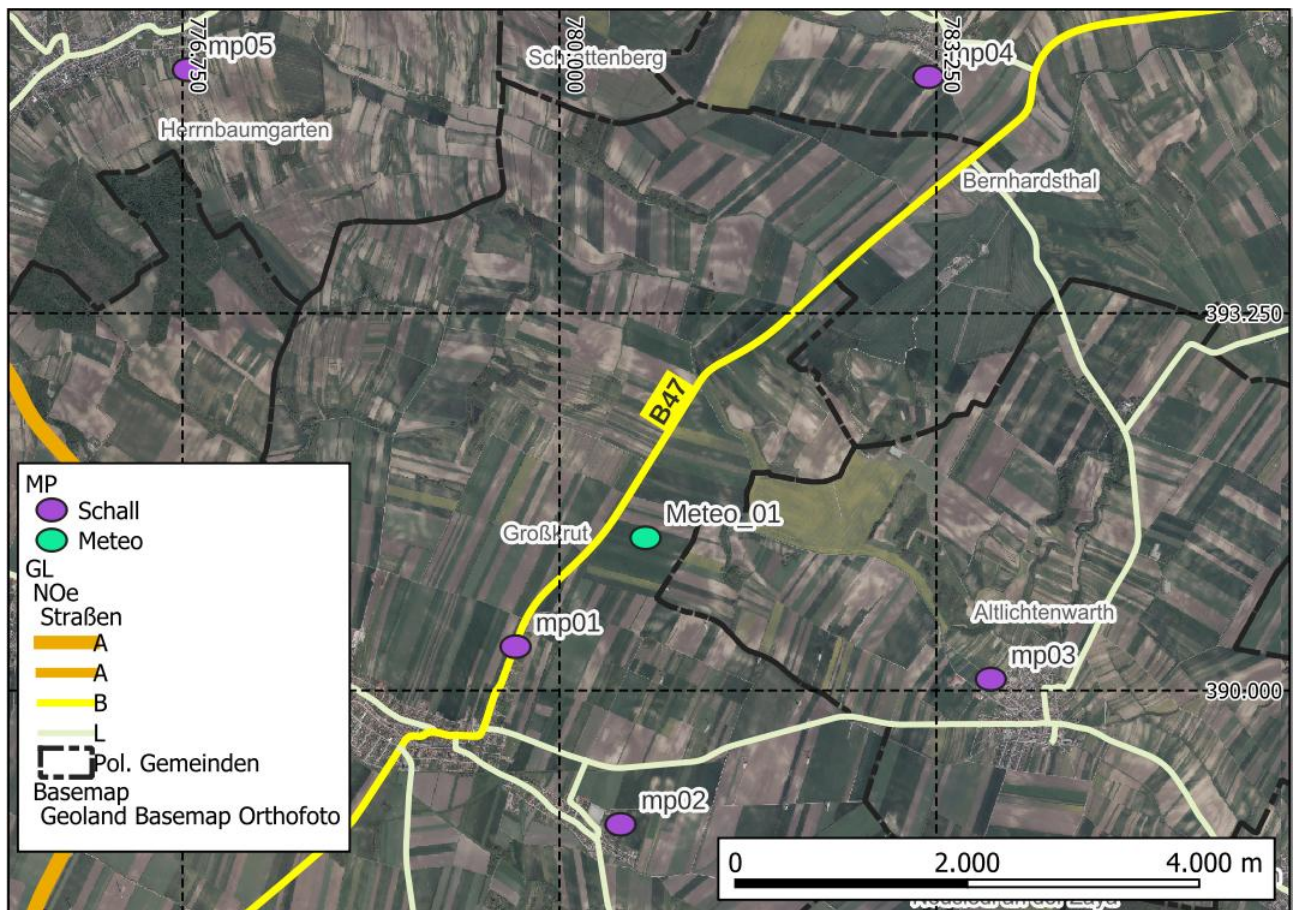 776.750
mp05
Schrattenberg
780.000
783.250
mp04
Herrnbaumgarten
Bernhardsthal
393.250
B47
Meteo_01
Großkrut
mp01
Altlichtenwarth
mp03
390.000
mp02
MP
Schall
Meteo
GL
NOe
Straßen
A
A
B
L
Pol. Gemeinden
Basemap
Geoland Basemap Orthofoto
0 2.000 4.000 m